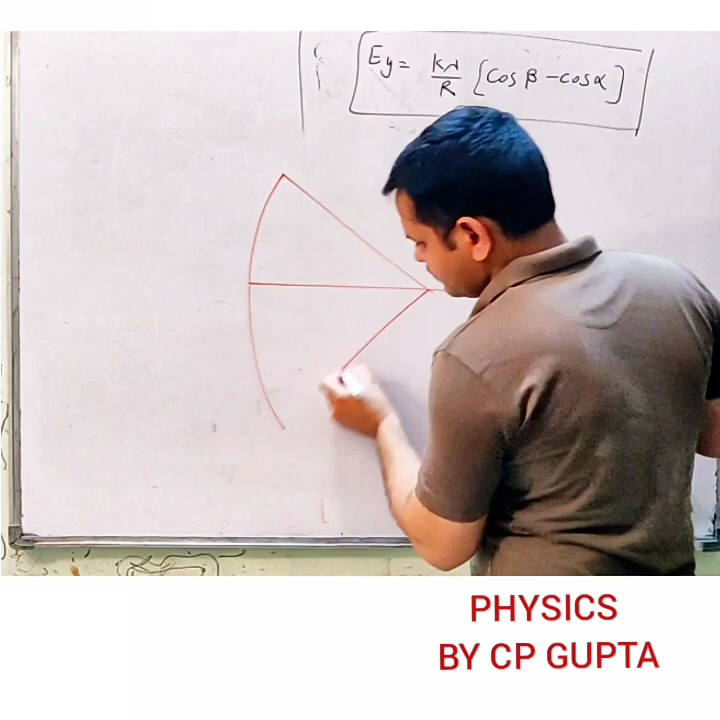 Ey = kλ/R [cos β - cos α]
PHYSICS
BY CP GUPTA